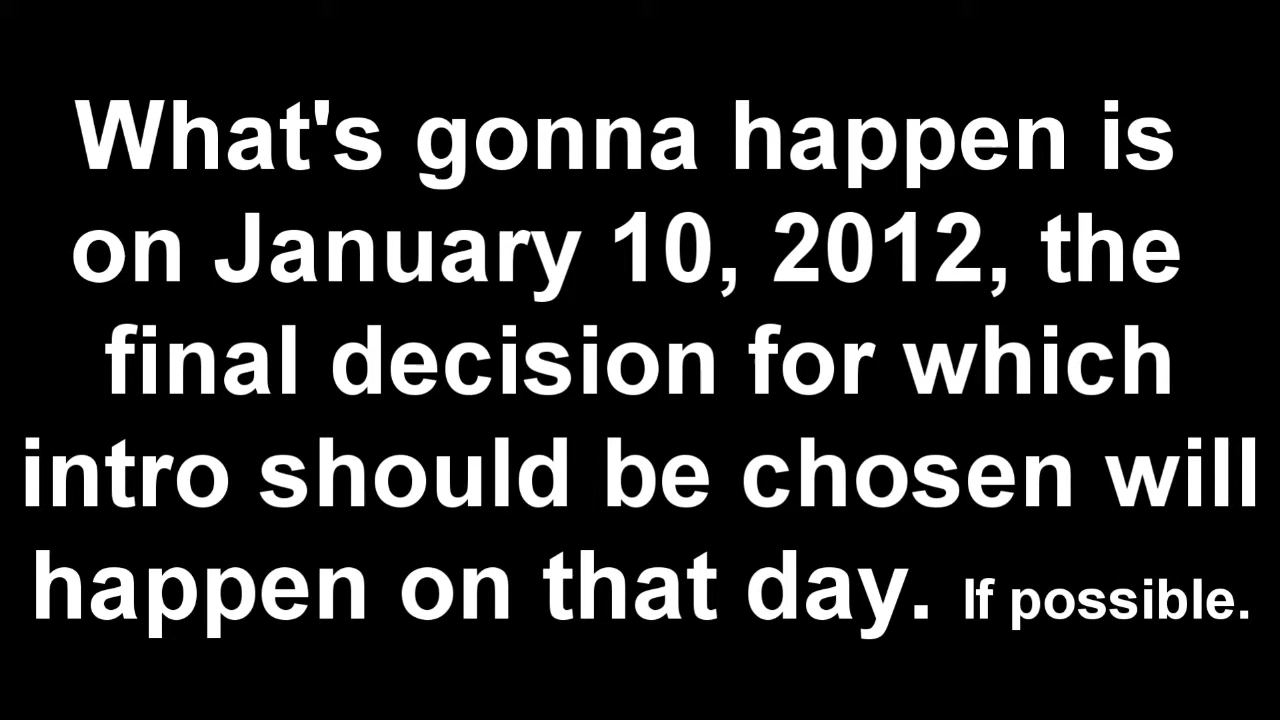 What's gonna happen is
on January 10, 2012, the
final decision for which
intro should be chosen will
happen on that day. If possible.